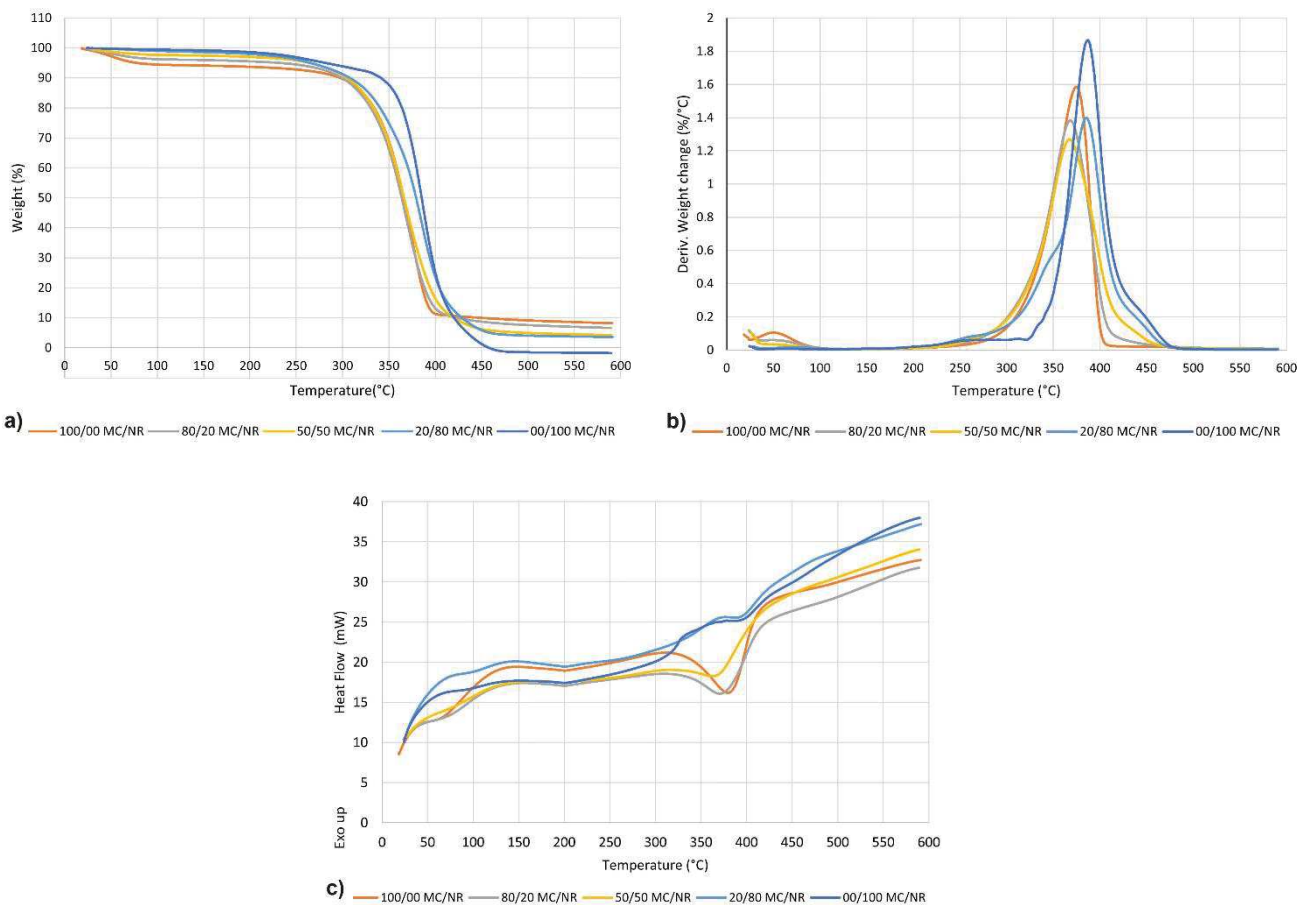 110
100
90
80
70
60
50
40
30
20
10
0
Weight (%)
0 50 100 150 200 250 300 350 400 450 500 550 600
Temperature(°C)
a) 100/00 MC/NR 80/20 MC/NR 50/50 MC/NR 20/80 MC/NR 00/100 MC/NR
2
1.8
1.6
1.4
1.2
1
0.8
0.6
0.4
0.2
0
Deriv. Weight change (%/°C)
0 50 100 150 200 250 300 350 400 450 500 550 600
Temperature (°C)
b) 100/00 MC/NR 80/20 MC/NR 50/50 MC/NR 20/80 MC/NR 00/100 MC/NR
40
35
30
25
20
15
10
5
0
Heat Flow (mW)
Exo up
0 50 100 150 200 250 300 350 400 450 500 550 600
Temperature (°C)
c) 100/00 MC/NR 80/20 MC/NR 50/50 MC/NR 20/80 MC/NR 00/100 MC/NR